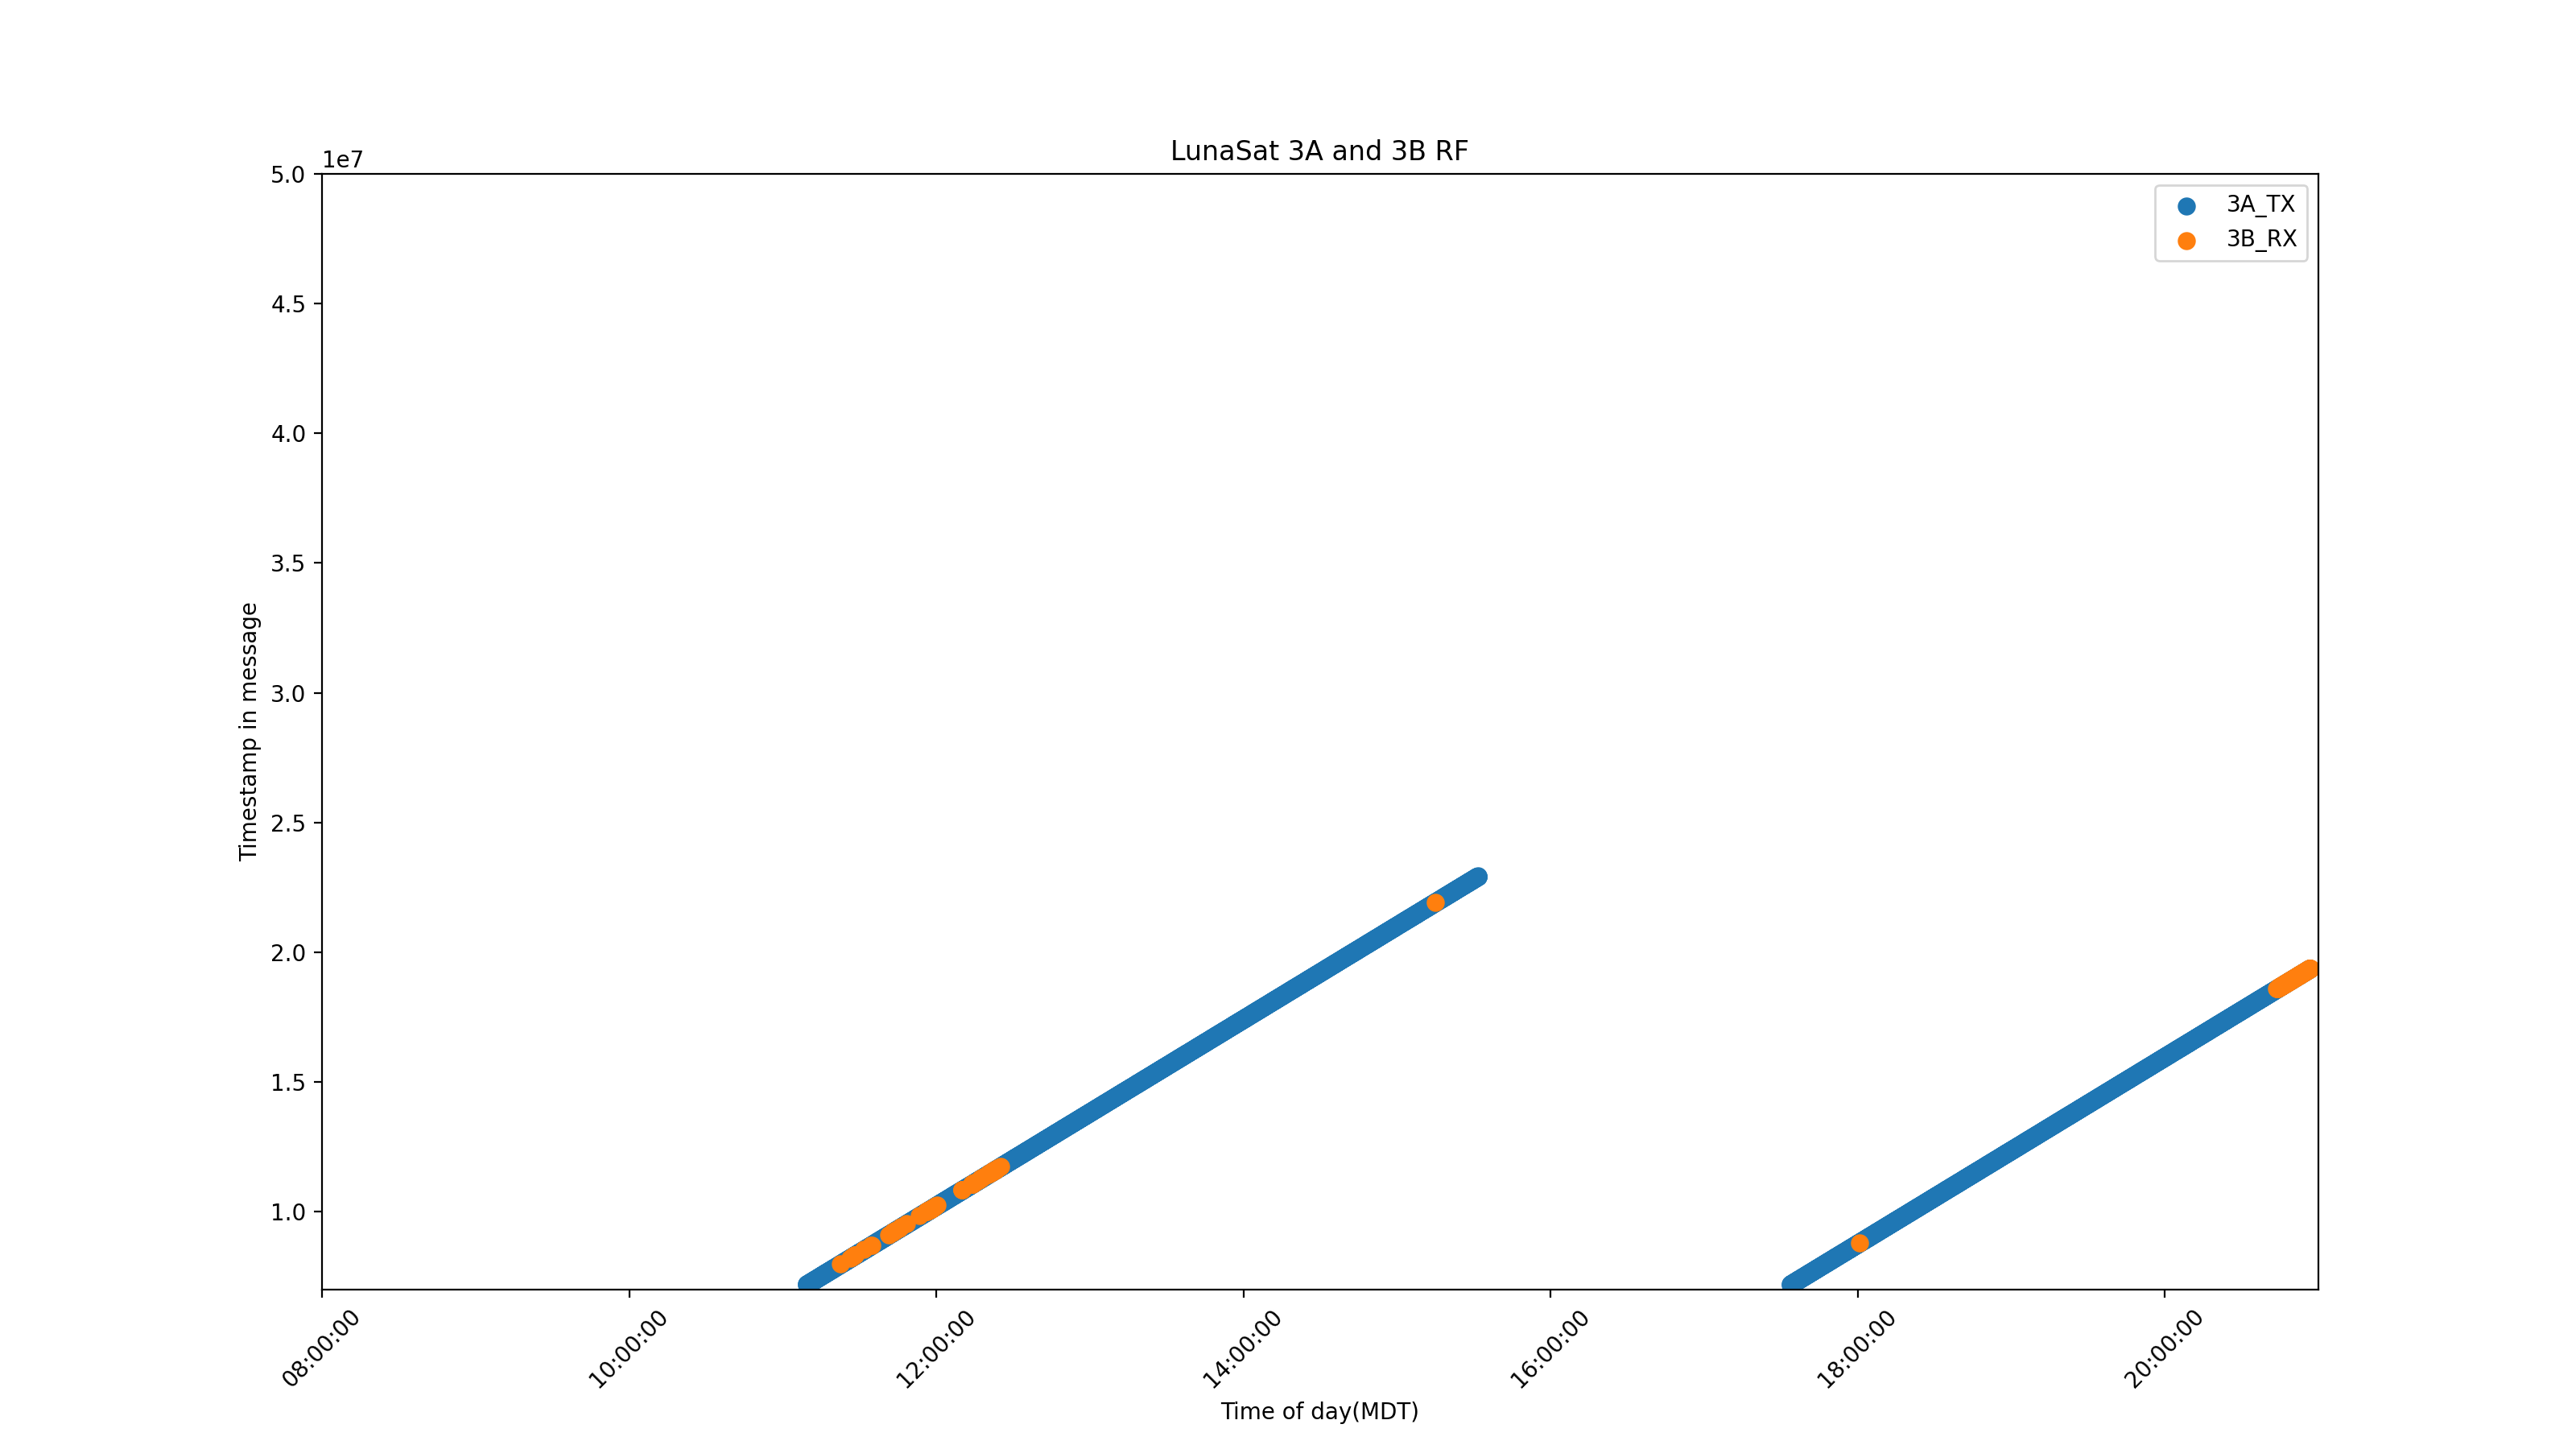 LunaSat 3A and 3B RF
1e7
5.0
4.5
4.0
3.5
3.0
2.5
2.0
1.5
1.0
Timestamp in message
3A_TX
3B_RX
08:00:00
10:00:00
12:00:00
14:00:00
16:00:00
18:00:00
20:00:00
Time of day(MDT)